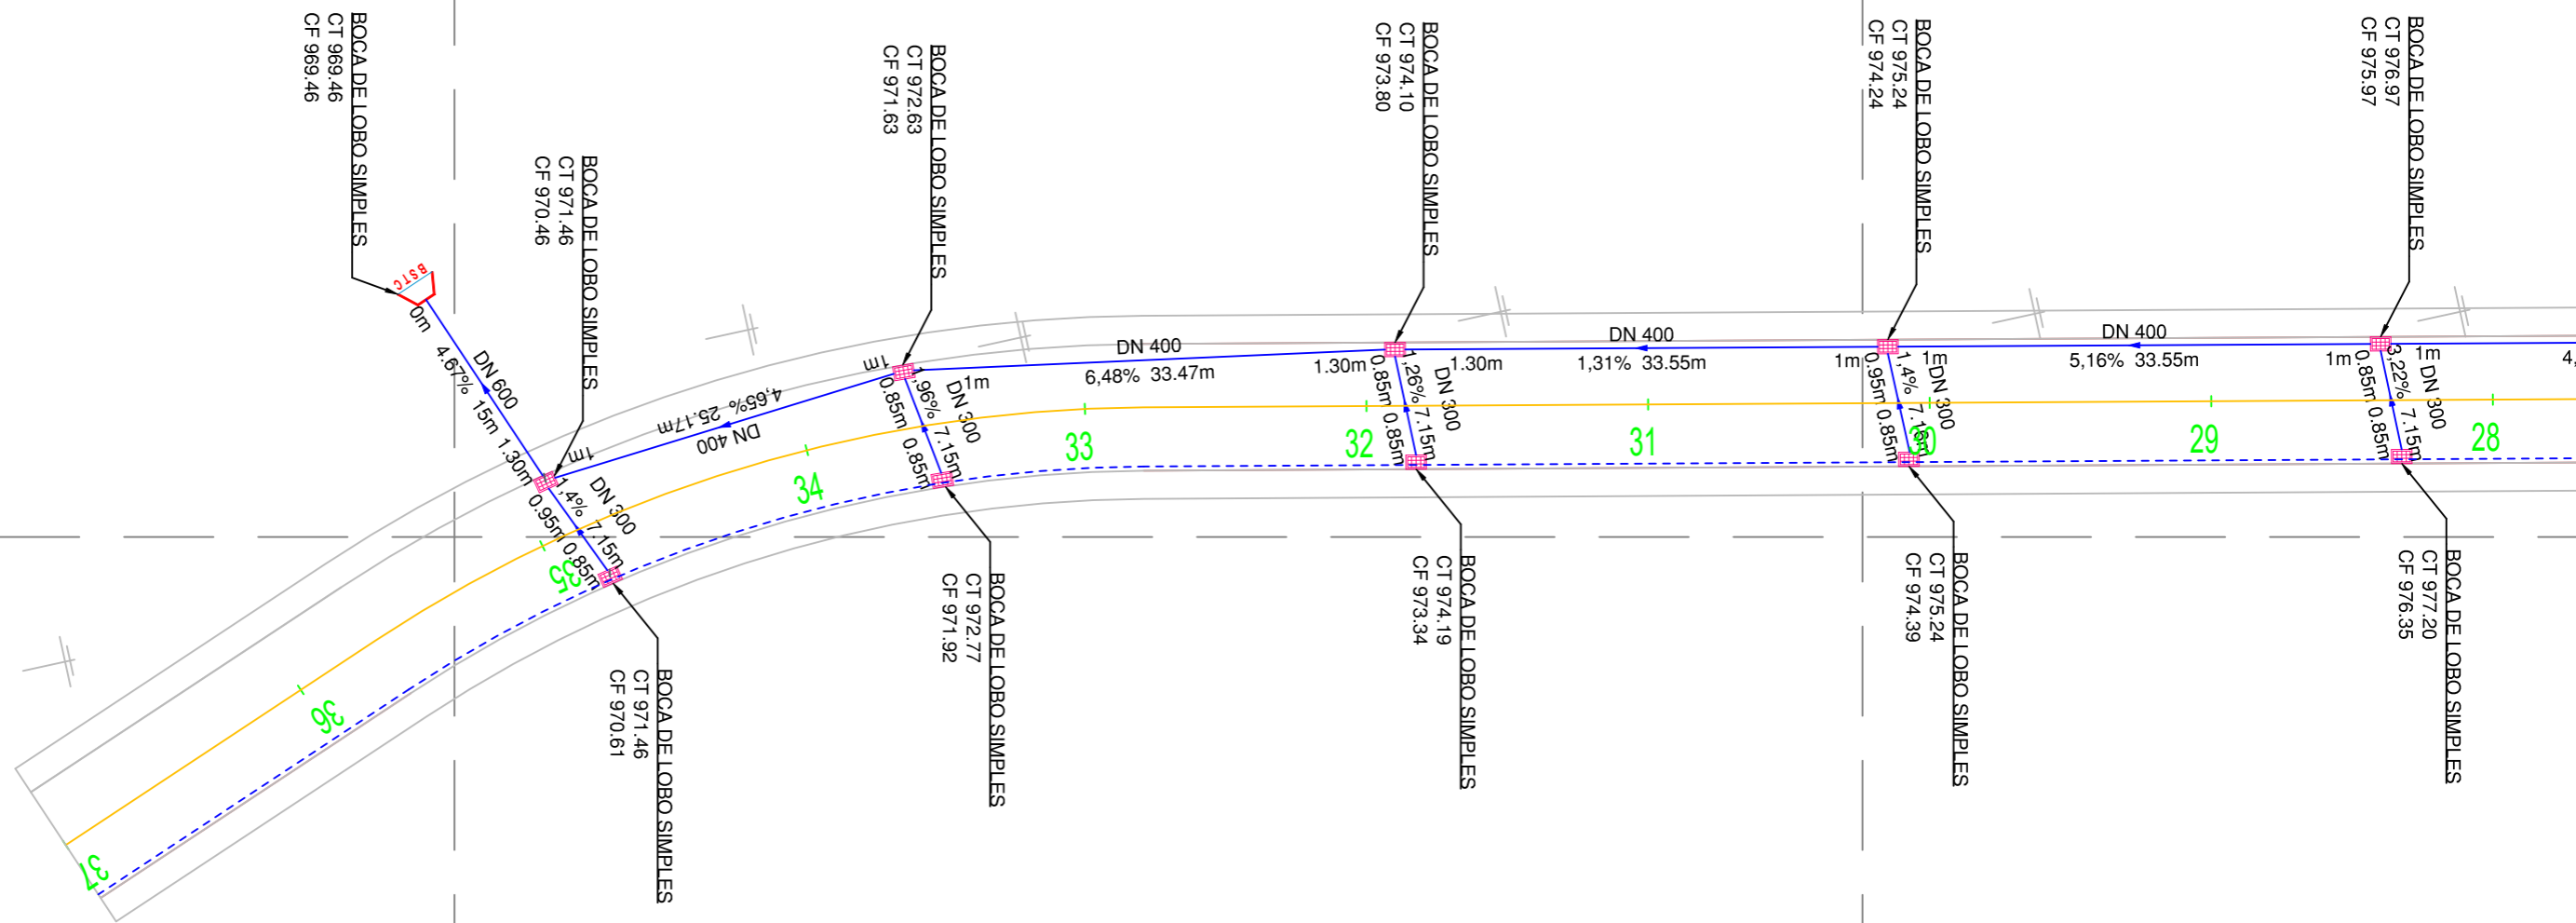 BOCA DE LOBO SIMPLES
CT 969.46
CF 969.46
BOCA DE LOBO SIMPLES
CT 971.46
CF 970.46
BOCA DE LOBO SIMPLES
CT 972.63
CF 971.63
BOCA DE LOBO SIMPLES
CT 974.10
CF 973.80
BOCA DE LOBO SIMPLES
CT 975.24
CF 974.24
BOCA DE LOBO SIMPLES
CT 976.97
CF 975.97
BSTC
0m
DN 600
4.67% 15m 1.30m
1m
DN 400
4,65% 25.17m
1m
DN 400
1m
6,48% 33.47m
1.30m
DN 400
1.30m
1,31% 33.55m
1m
DN 400
1m
5,16% 33.55m
1m
1m
4,
DN 300
1,4% 7.15m
0.95m 0.85m
DN 300
1,96% 7.15m
0.85m 0.85m
DN 300
1,26% 7.15m
0.85m 0.85m
DN 300
1,4% 7.15m
0.95m 0.85m
DN 300
3,22% 7.15m
0.85m 0.85m
37
36
35
34
33
32
31
30
29
28
BOCA DE LOBO SIMPLES
CT 971.46
CF 970.61
BOCA DE LOBO SIMPLES
CT 972.77
CF 971.92
BOCA DE LOBO SIMPLES
CT 974.19
CF 973.34
BOCA DE LOBO SIMPLES
CT 975.24
CF 974.39
BOCA DE LOBO SIMPLES
CT 977.20
CF 976.35